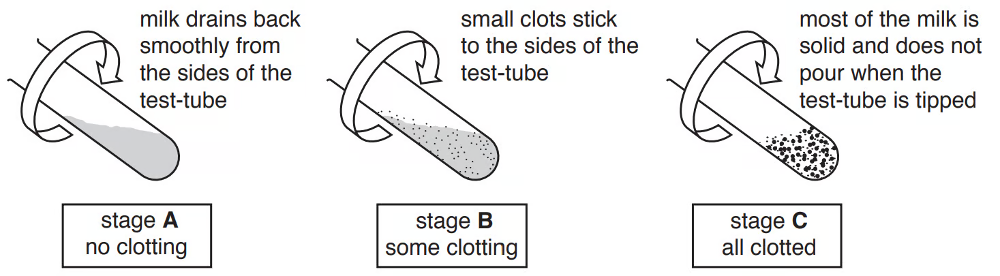 milk drains back
smoothly from
the sides of the
test-tube
small clots stick
to the sides of the
test-tube
most of the milk is
solid and does not
pour when the
test-tube is tipped
stage A
no clotting
stage B
some clotting
stage C
all clotted